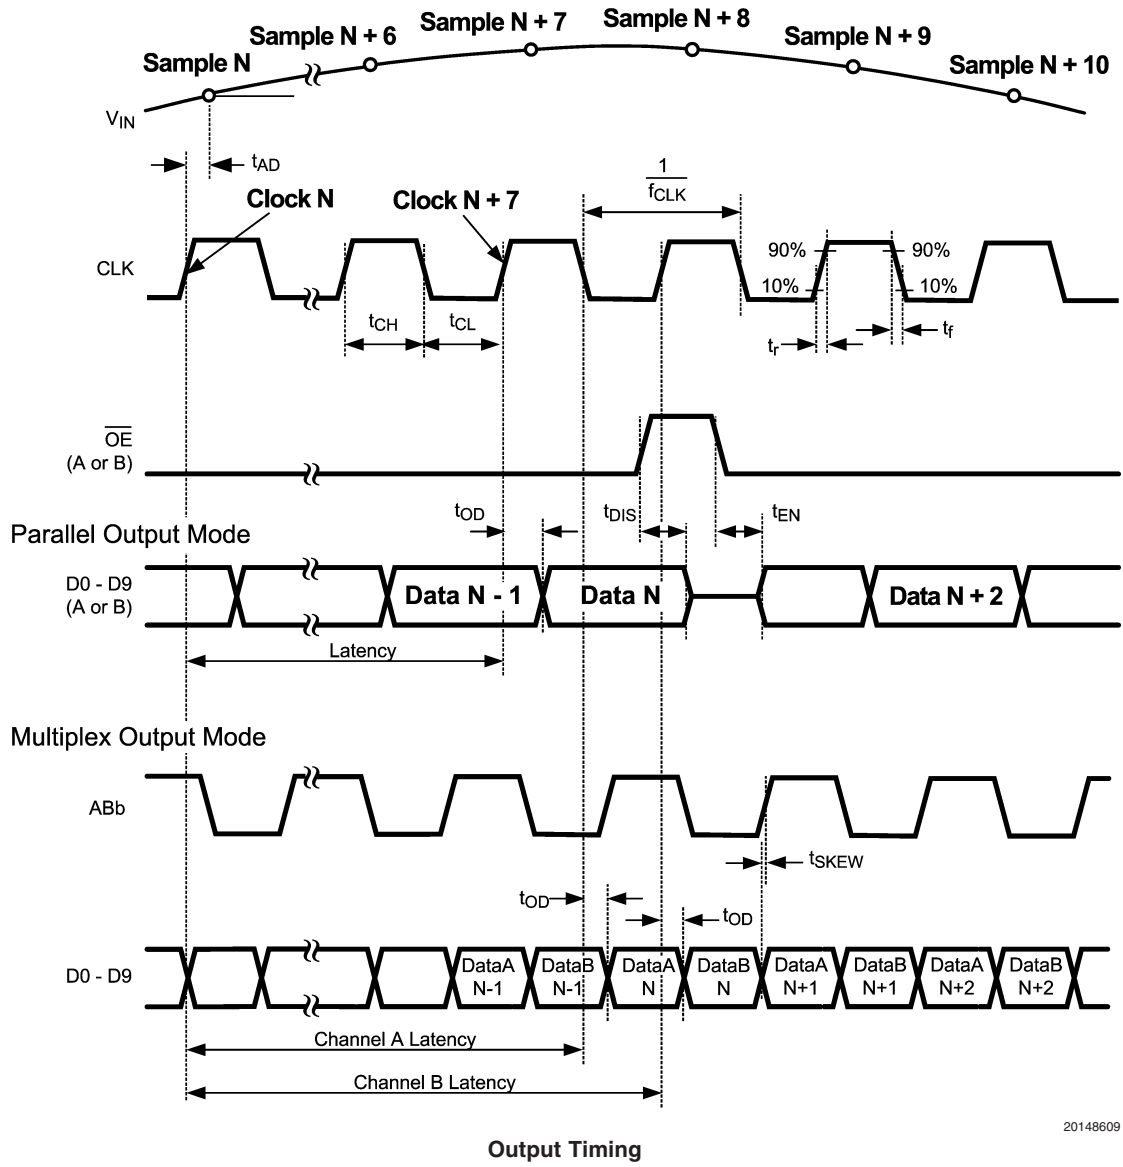 Sample N
Sample N + 6
Sample N + 7
Sample N + 8
Sample N + 9
Sample N + 10
VIN
tAD
Clock N
Clock N + 7
1
fCLK
CLK
90%
90%
10%
10%
tCH
tCL
tr
tf
OE
(A or B)
tOD
tDIS
tEN
Parallel Output Mode
D0 - D9
(A or B)
Data N - 1
Data N
Data N + 2
Latency
Multiplex Output Mode
ABb
tSKEW
tOD
tOD
D0 - D9
DataA
N-1
DataB
N-1
DataA
N
DataB
N
DataA
N+1
DataB
N+1
DataA
N+2
DataB
N+2
Channel A Latency
Channel B Latency
20148609
Output Timing